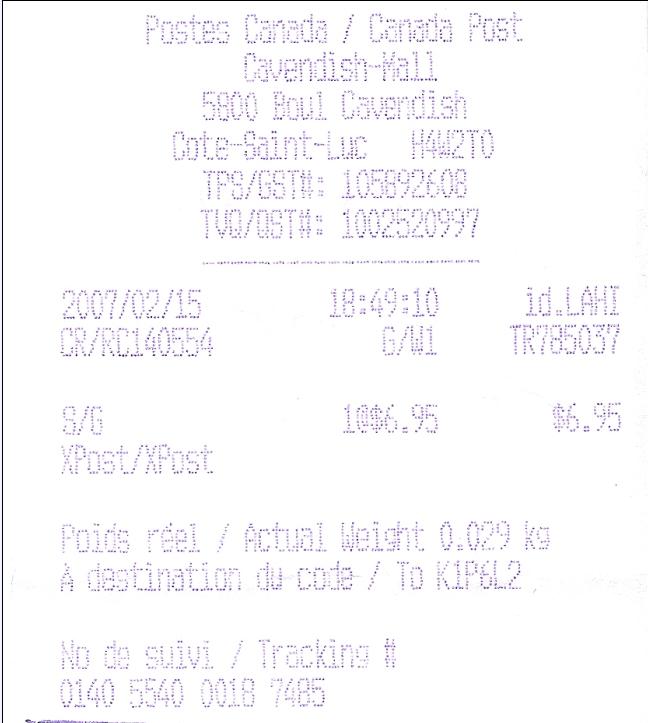 Postes Canada / Canada Post
Cavendish-Mall
5800 Boul Cavendish
Cote-Saint-Luc H4W2T0
TPS/GST#: 105892608
TVQ/QST#: 1002520997
2007/02/15 18:49:10 id.LAHI
CR/RC140554 G/W1 TR785037
S/G 1@$6.95 $6.95
XPost/XPost
Poids réel / Actual Weight 0.029 kg
A destination du code / To K1P6L2
No de suivi / Tracking #
0140 5540 0018 7485